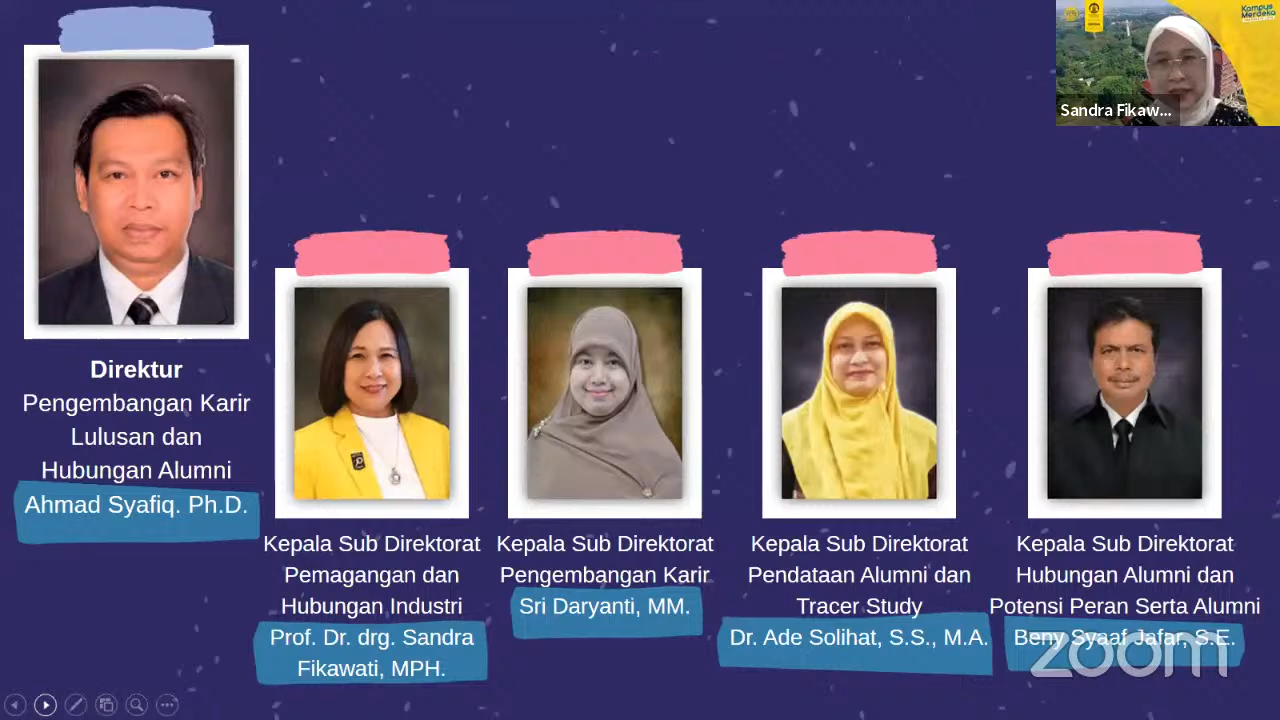 Kampus
Merdeka
Sandra Fikaw...
Direktur
Pengembangan Karir
Lulusan dan
Hubungan Alumni
Ahmad Syafiq. Ph.D.
Kepala Sub Direktorat
Pemagangan dan
Hubungan Industri
Prof. Dr. drg. Sandra
Fikawati, MPH.
Kepala Sub Direktorat
Pengembangan Karir
Sri Daryanti, MM.
Kepala Sub Direktorat
Pendataan Alumni dan
Tracer Study
Dr. Ade Solihat, S.S., M.A.
Kepala Sub Direktorat
Hubungan Alumni dan
Potensi Peran Serta Alumni
Beny Syaaf Jafar, S.E.
zoom